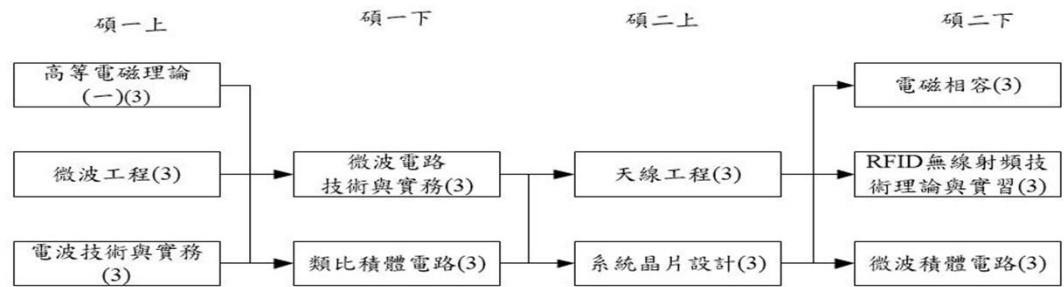 碩一上
碩一下
碩二上
碩二下
高等電磁理論
(一)(3)
微波工程(3)
電波技術與實務
(3)
微波電路
技術與實務(3)
類比積體電路(3)
天線工程(3)
系統晶片設計(3)
電磁相容(3)
RFID無線射頻技
術理論與實習(3)
微波積體電路(3)